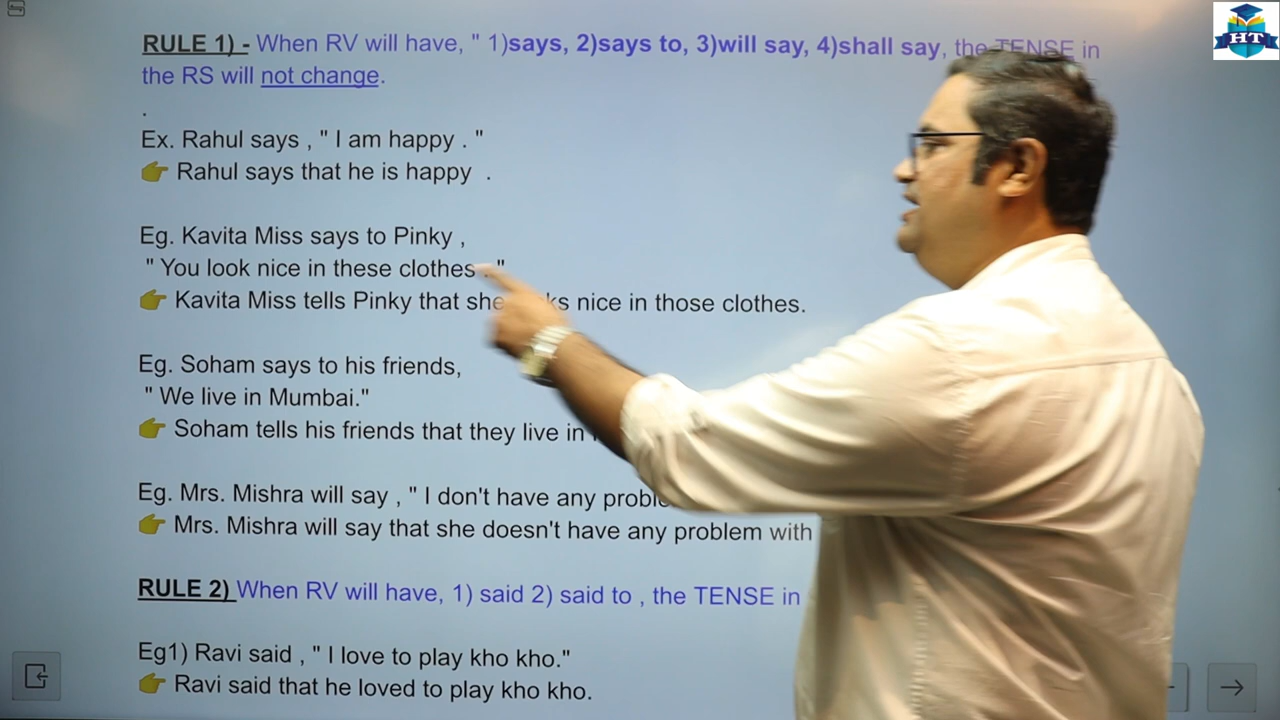 HT
RULE 1) - When RV will have, " 1)says, 2)says to, 3)will say, 4)shall say, the TENSE in
the RS will not change.
.
Ex. Rahul says , " I am happy . "
👉 Rahul says that he is happy .
Eg. Kavita Miss says to Pinky ,
" You look nice in these clothes . "
👉 Kavita Miss tells Pinky that she nice in those clothes.
Eg. Soham says to his friends,
" We live in Mumbai."
👉 Soham tells his friends that they live in
Eg. Mrs. Mishra will say , " I don't have any
👉 Mrs. Mishra will say that she doesn't have any problem with
RULE 2) When RV will have, 1) said 2) said to , the TENSE in
Eg1) Ravi said , " I love to play kho kho."
👉 Ravi said that he loved to play kho kho.